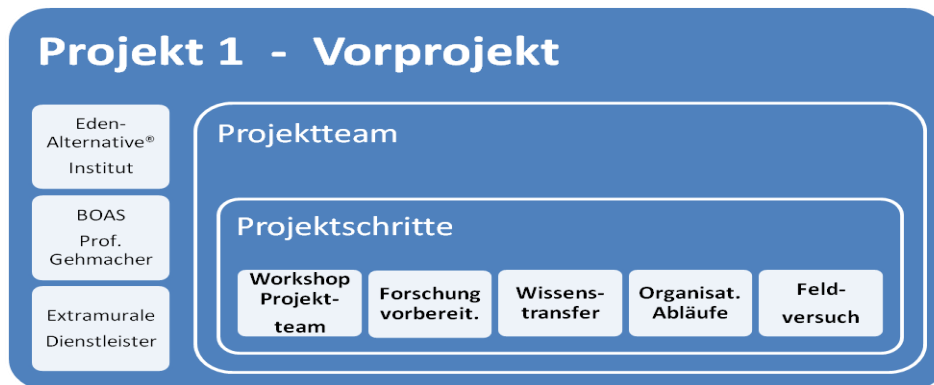 Projekt 1 - Vorprojekt
Eden-
Alternative®
Institut
BOAS
Prof.
Gehmacher
Extramurale
Dienstleister
Projektteam
Projektschritte
Workshop
Projekt-
team
Forschung
vorbereit.
Wissens-
transfer
Organisat.
Abläufe
Feld-
versuch